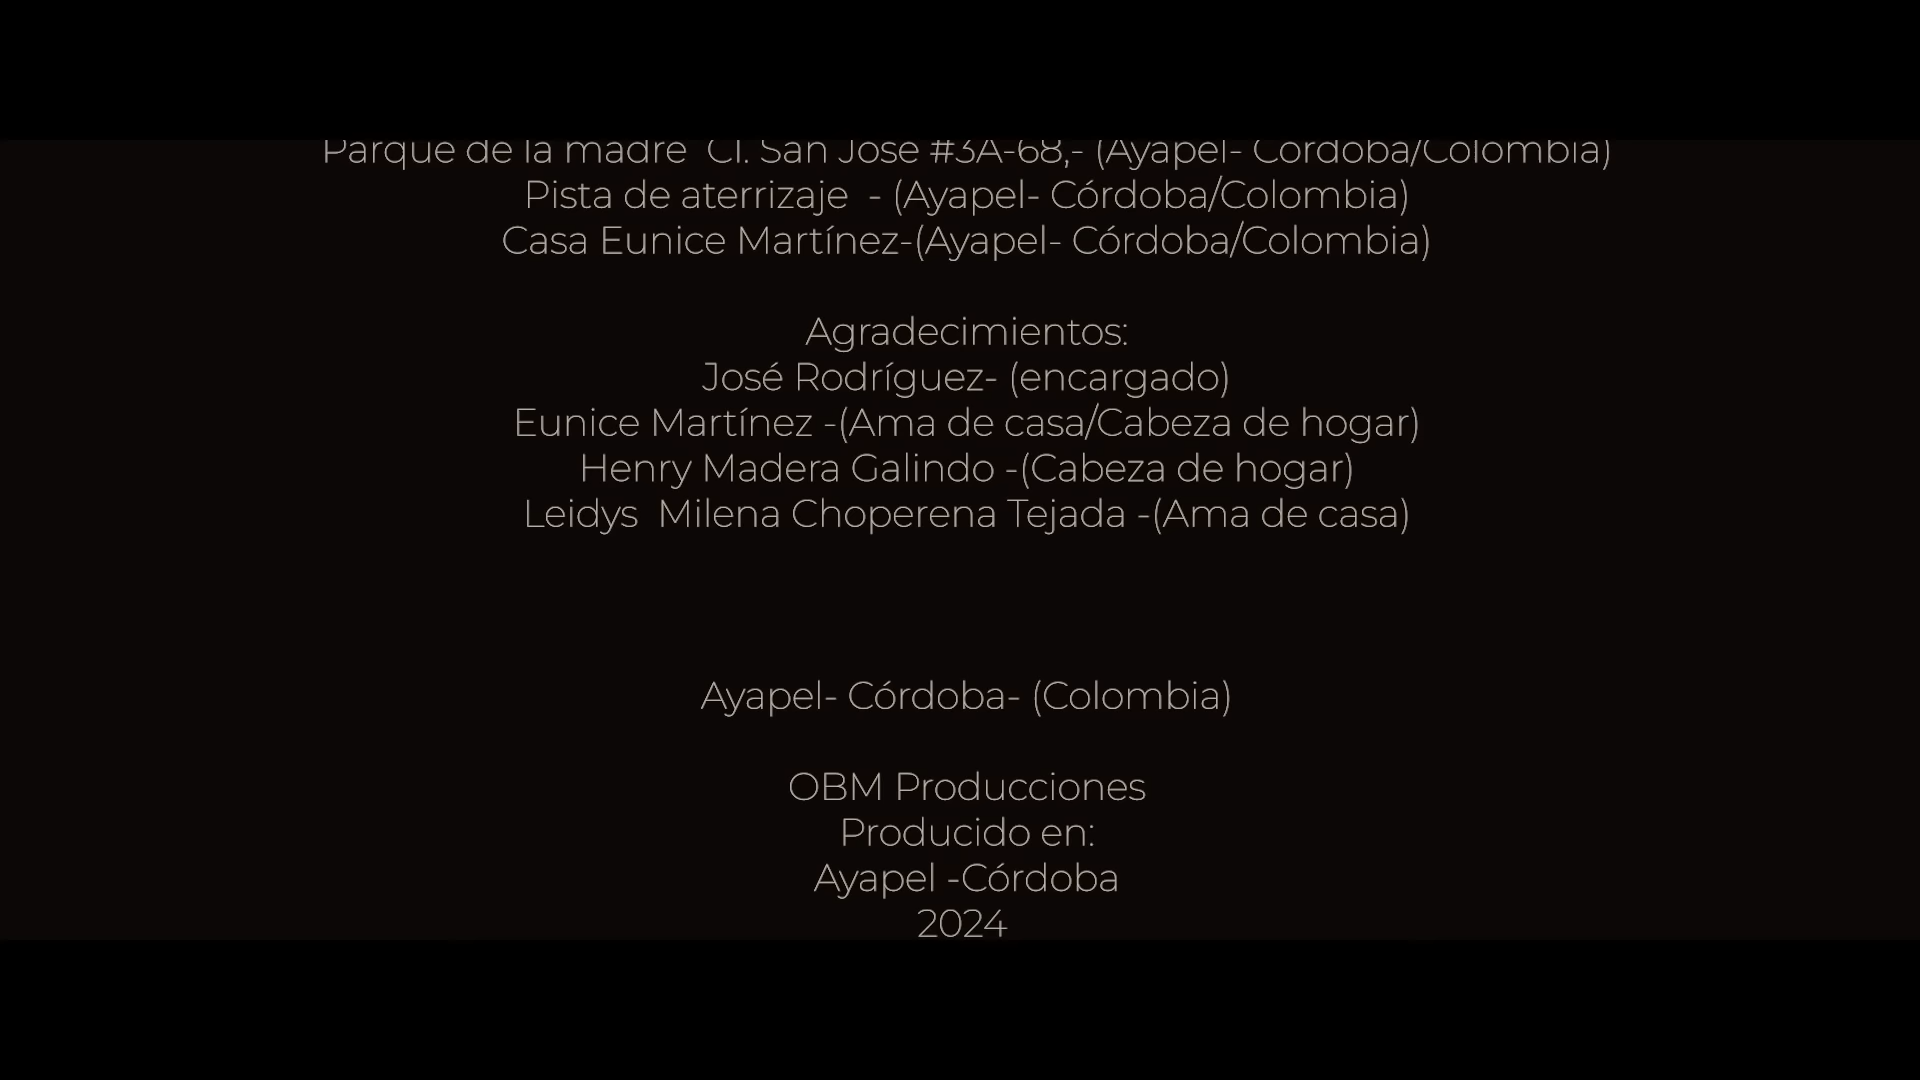 Parque de la madre  Cl. San José #3A-68,- (Ayapel- Córdoba/Colombia)
Pista de aterrizaje  - (Ayapel- Córdoba/Colombia)
Casa Eunice Martínez-(Ayapel- Córdoba/Colombia)
Agradecimientos:
José Rodríguez- (encargado)
Eunice Martínez -(Ama de casa/Cabeza de hogar)
Henry Madera Galindo -(Cabeza de hogar)
Leidys  Milena Choperena Tejada -(Ama de casa)
Ayapel- Córdoba- (Colombia)
OBM Producciones
Producido en:
Ayapel -Córdoba
2024